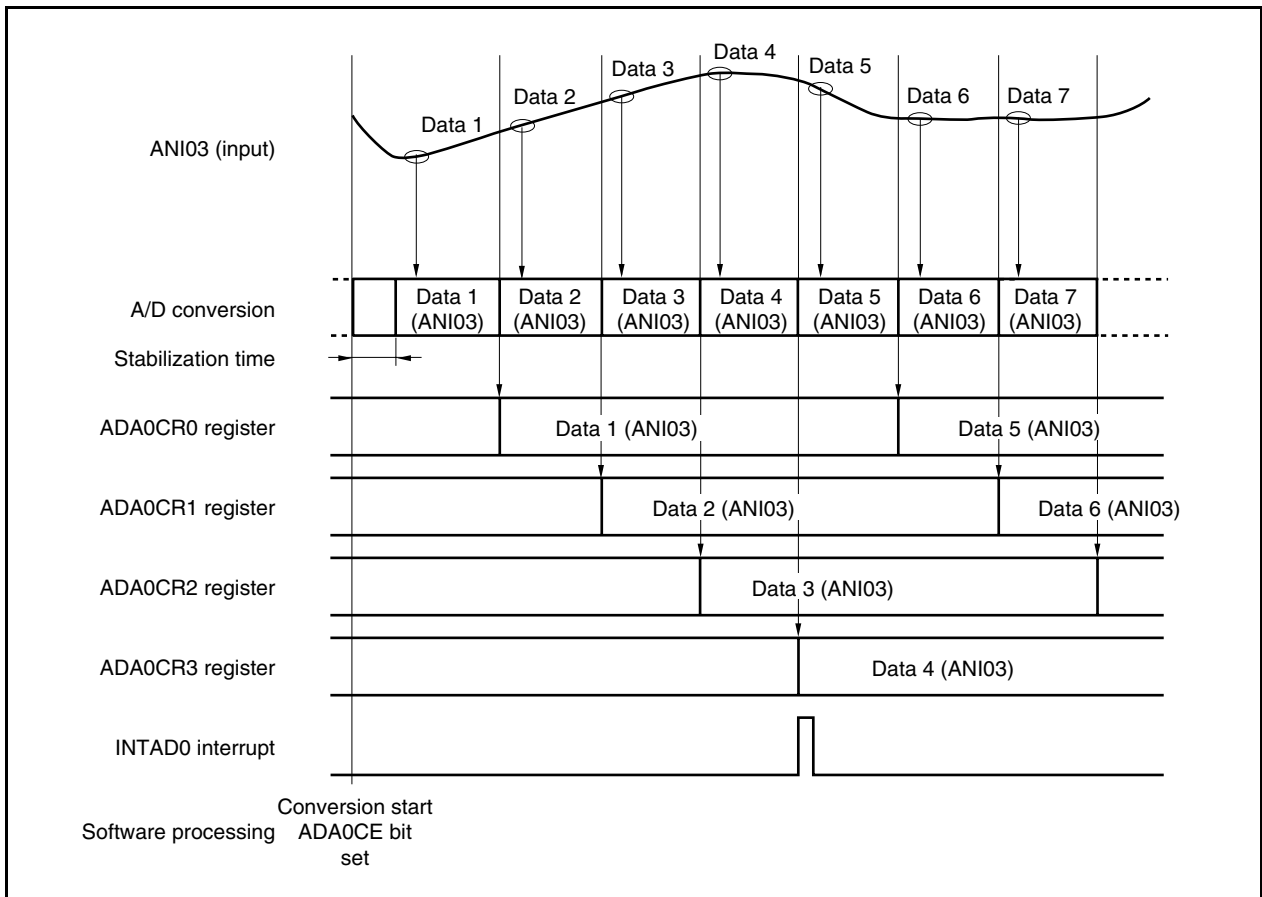 Data 4
Data 3
Data 5
Data 2
Data 6
Data 7
Data 1
ANI03 (input)
A/D conversion
Data 1
(ANI03)
Data 2
(ANI03)
Data 3
(ANI03)
Data 4
(ANI03)
Data 5
(ANI03)
Data 6
(ANI03)
Data 7
(ANI03)
Stabilization time
ADA0CR0 register
Data 1 (ANI03)
Data 5 (ANI03)
ADA0CR1 register
Data 2 (ANI03)
Data 6 (ANI03)
ADA0CR2 register
Data 3 (ANI03)
ADA0CR3 register
Data 4 (ANI03)
INTAD0 interrupt
Software processing
Conversion start
ADA0CE bit
set